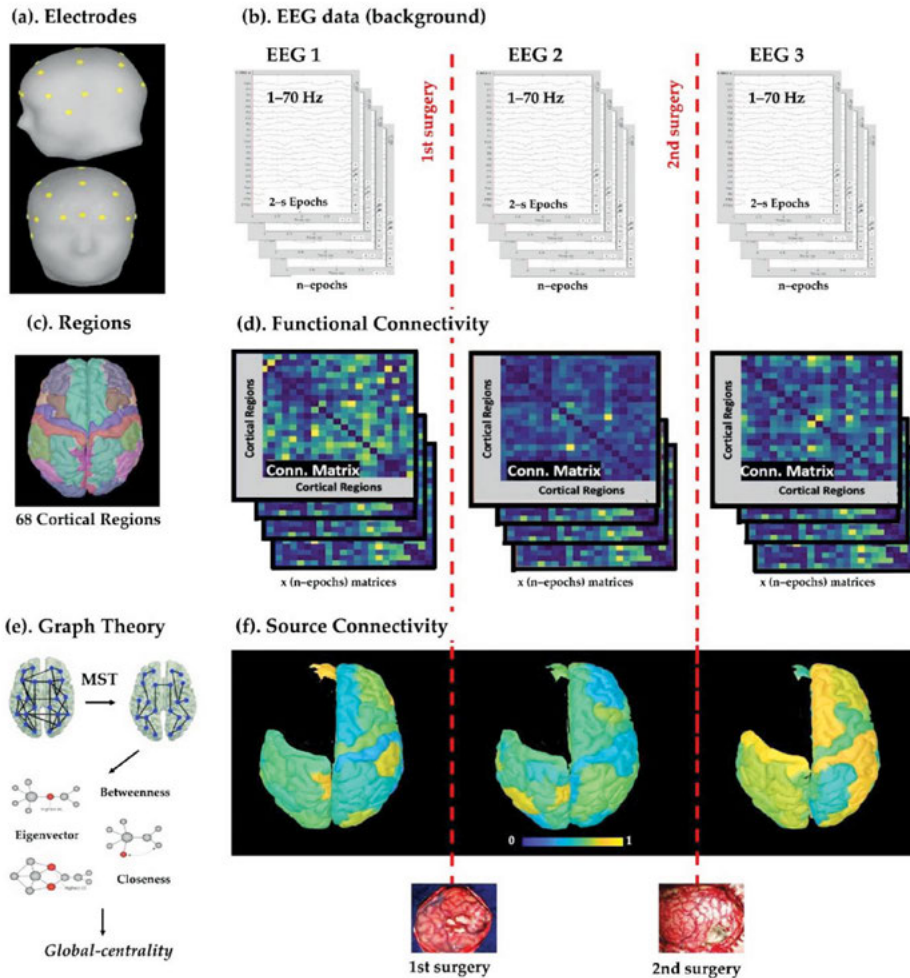 (a). Electrodes
(b). EEG data (background)
EEG 1
EEG 2
EEG 3
1–70 Hz
1–70 Hz
1–70 Hz
1st surgery
2nd surgery
2–s Epochs
2–s Epochs
2–s Epochs
n–epochs
n–epochs
n–epochs
(c). Regions
(d). Functional Connectivity
Cortical Regions
Cortical Regions
Cortical Regions
Conn. Matrix
Conn. Matrix
Conn. Matrix
Cortical Regions
Cortical Regions
Cortical Regions
68 Cortical Regions
x (n–epochs) matrices
x (n–epochs) matrices
x (n–epochs) matrices
(e). Graph Theory
(f). Source Connectivity
MST
Betweenness
Eigenvector
Closeness
0
1
Global-centrality
1st surgery
2nd surgery